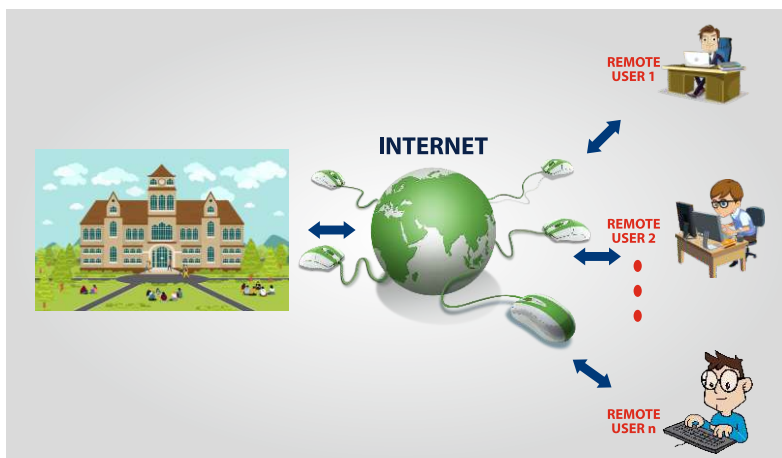 REMOTE
USER 1
INTERNET
REMOTE
USER 2
REMOTE
USER n